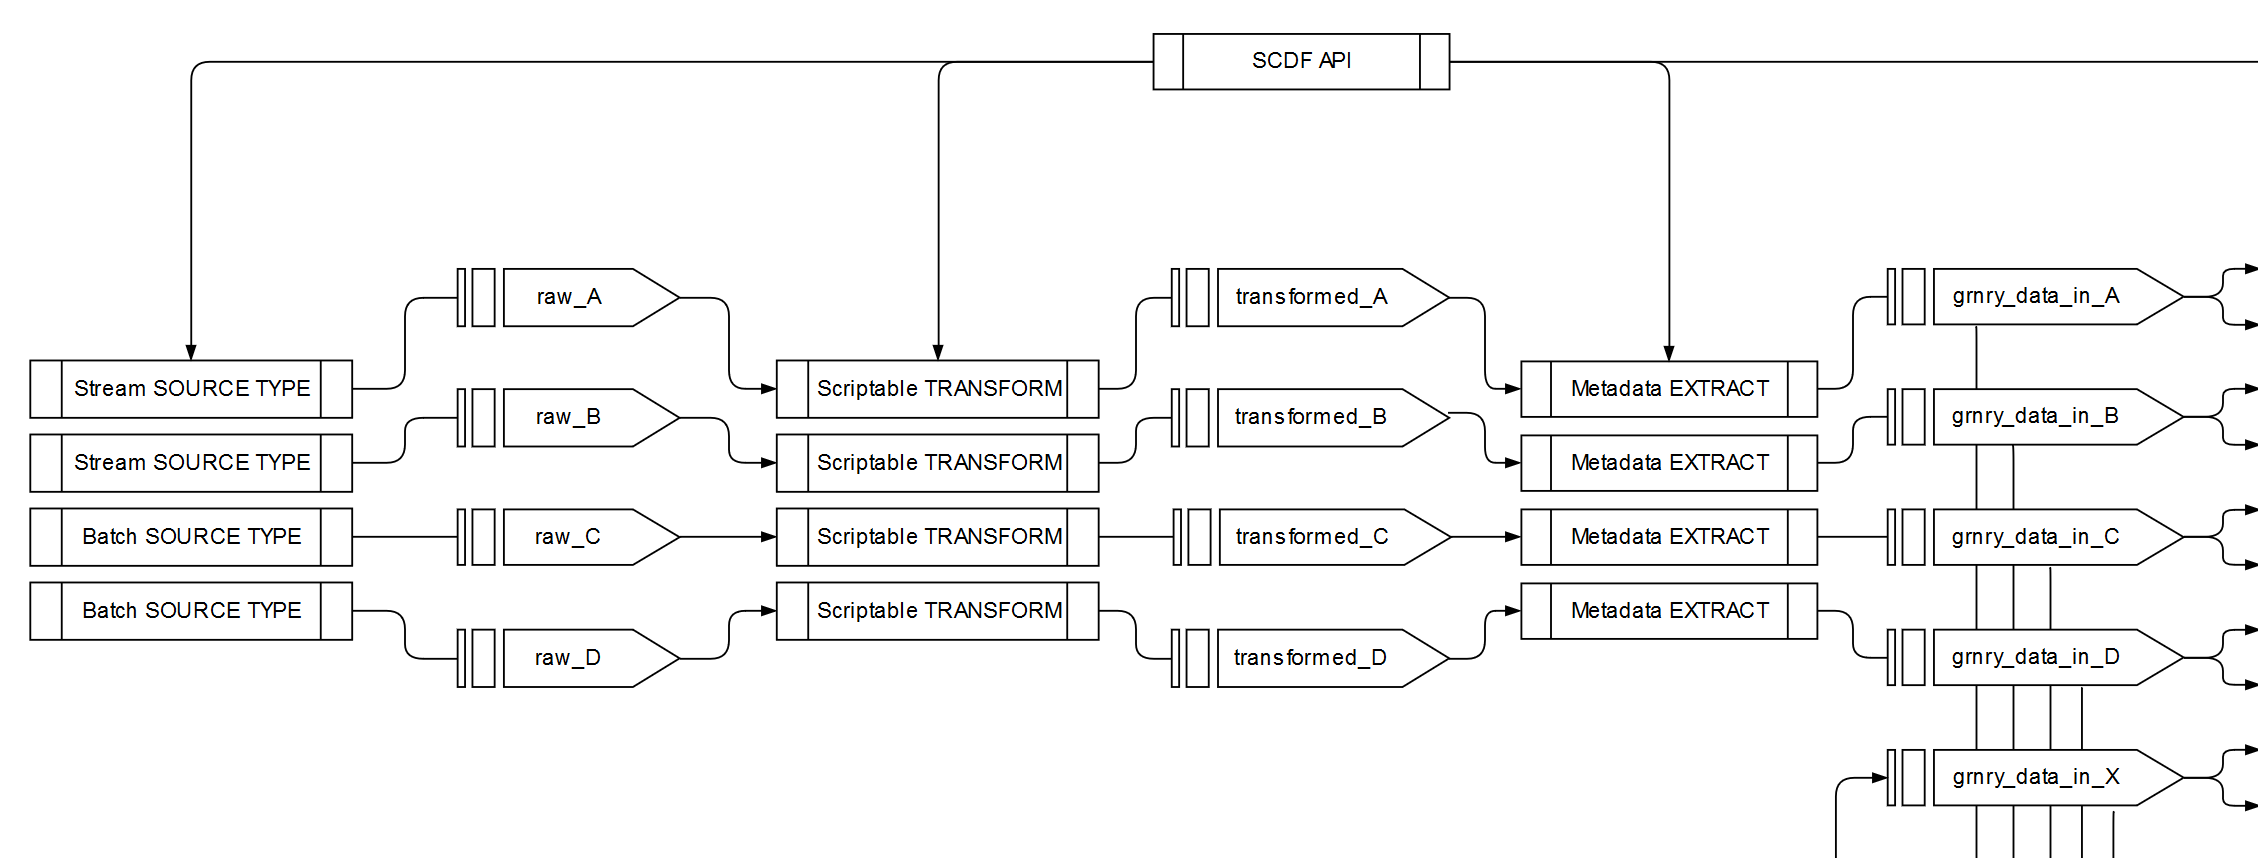 SCDF API
raw_A
transformed_A
grnry_data_in_A
Stream SOURCE TYPE
Scriptable TRANSFORM
Metadata EXTRACT
raw_B
transformed_B
grnry_data_in_B
Stream SOURCE TYPE
Scriptable TRANSFORM
Metadata EXTRACT
Batch SOURCE TYPE
raw_C
Scriptable TRANSFORM
transformed_C
Metadata EXTRACT
grnry_data_in_C
Batch SOURCE TYPE
Scriptable TRANSFORM
Metadata EXTRACT
raw_D
transformed_D
grnry_data_in_D
grnry_data_in_X